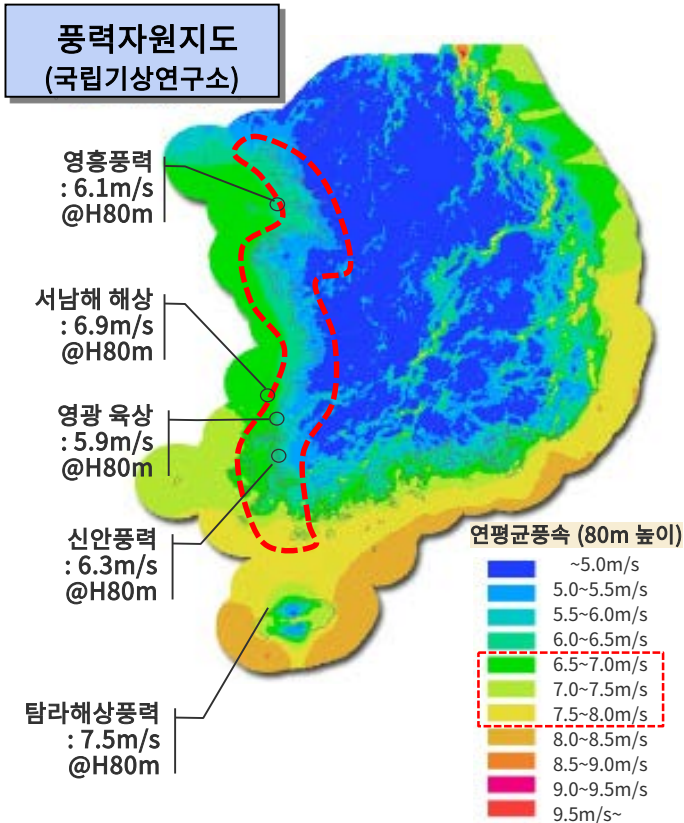 풍력자원지도
(국립기상연구소)
영흥풍력
: 6.1m/s
@H80m
서남해 해상
: 6.9m/s
@H80m
영광 육상
: 5.9m/s
@H80m
신안풍력
: 6.3m/s
@H80m
탐라해상풍력
: 7.5m/s
@H80m
연평균풍속 (80m 높이)
~5.0m/s
5.0~5.5m/s
5.5~6.0m/s
6.0~6.5m/s
6.5~7.0m/s
7.0~7.5m/s
7.5~8.0m/s
8.0~8.5m/s
8.5~9.0m/s
9.0~9.5m/s
9.5m/s~